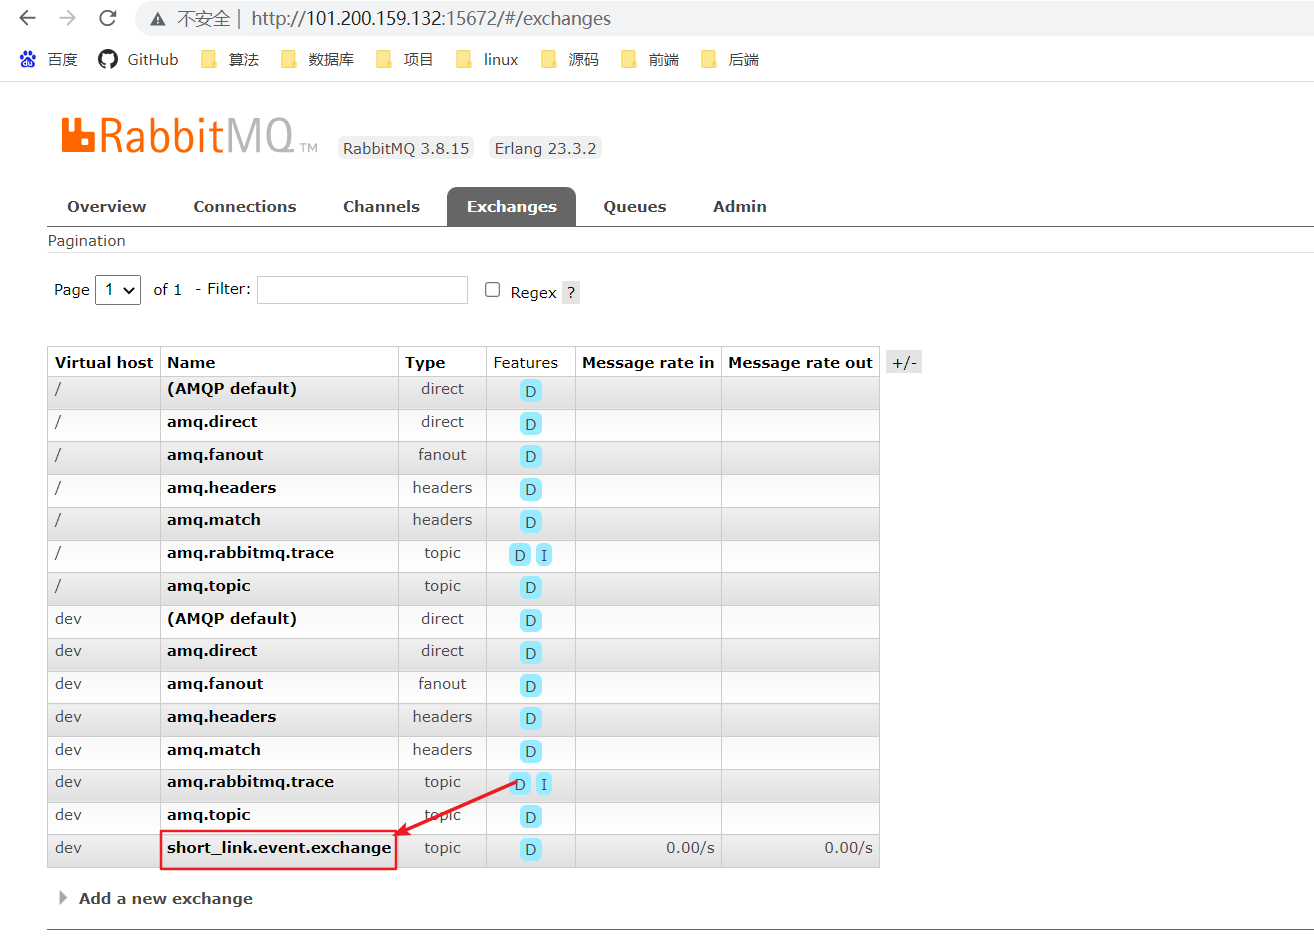 不安全 | http://101.200.159.132:15672/#/exchanges
百度 GitHub 算法 数据库 项目 linux 源码 前端 后端
RabbitMQ TM RabbitMQ 3.8.15 Erlang 23.3.2
Overview Connections Channels Exchanges Queues Admin
Pagination
Page 1 of 1 - Filter: Regex ?
Virtual host Name Type Features Message rate in Message rate out +/-
/ (AMQP default) direct D
/ amq.direct direct D
/ amq.fanout fanout D
/ amq.headers headers D
/ amq.match headers D
/ amq.rabbitmq.trace topic D I
/ amq.topic topic D
dev (AMQP default) direct D
dev amq.direct direct D
dev amq.fanout fanout D
dev amq.headers headers D
dev amq.match headers D
dev amq.rabbitmq.trace topic D I
dev amq.topic topic D
dev short_link.event.exchange topic D 0.00/s 0.00/s
Add a new exchange